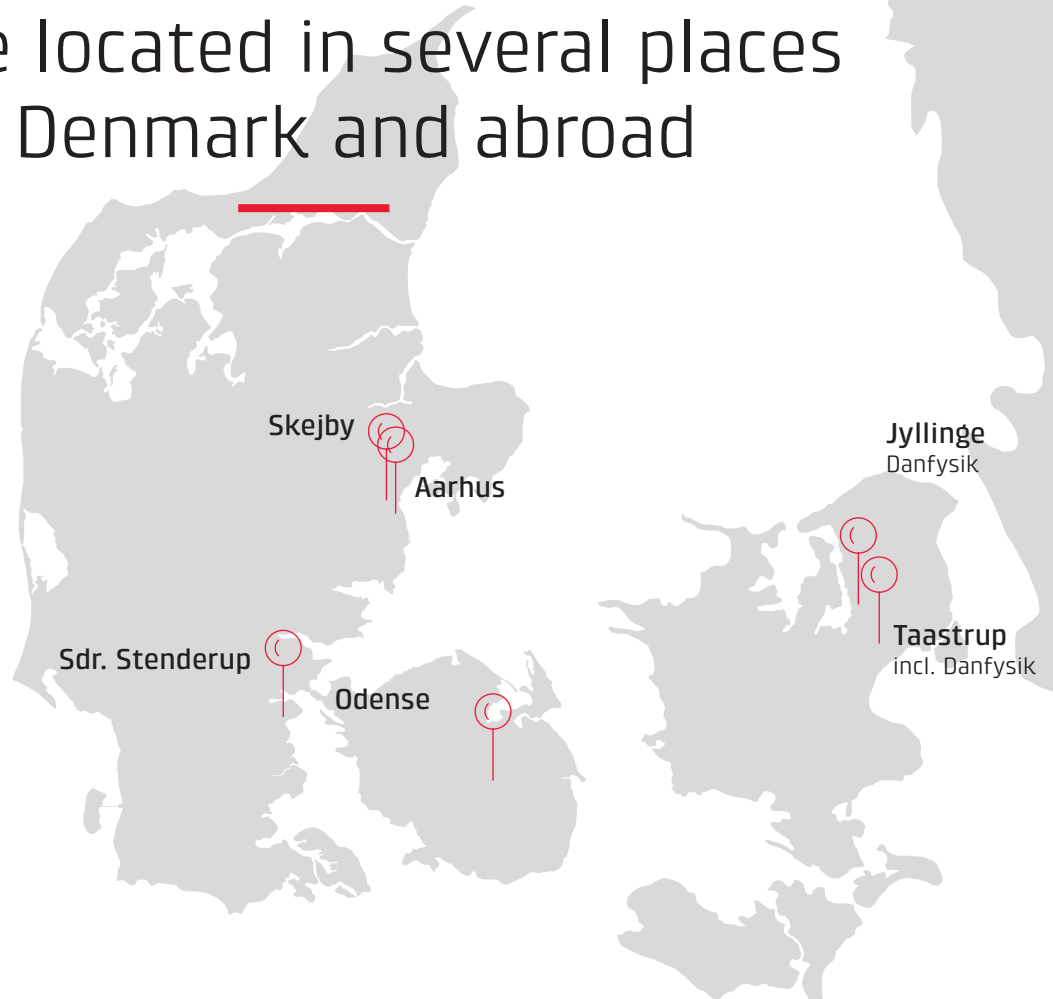 e located in several places
Denmark and abroad
Skejby
Aarhus
Jyllinge
Danfysik
Taastrup
incl. Danfysik
Sdr. Stenderup
Odense